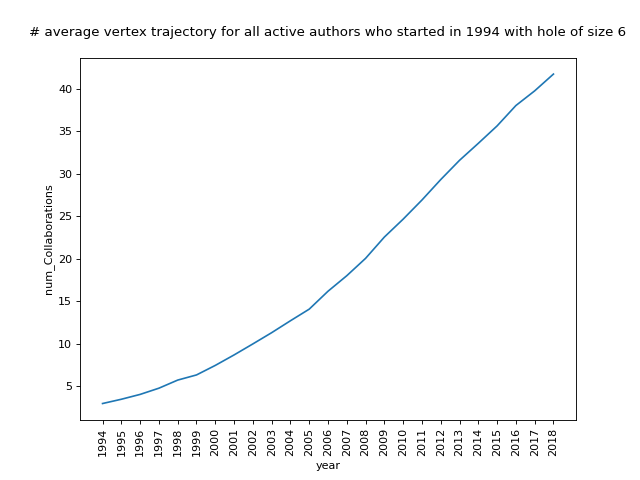 # average vertex trajectory for all active authors who started in 1994 with hole of size 6
num_Collaborations
40
35
30
25
20
15
10
5
1994 1995 1996 1997 1998 1999 2000 2001 2002 2003 2004 2005 2006 2007 2008 2009 2010 2011 2012 2013 2014 2015 2016 2017 2018
year